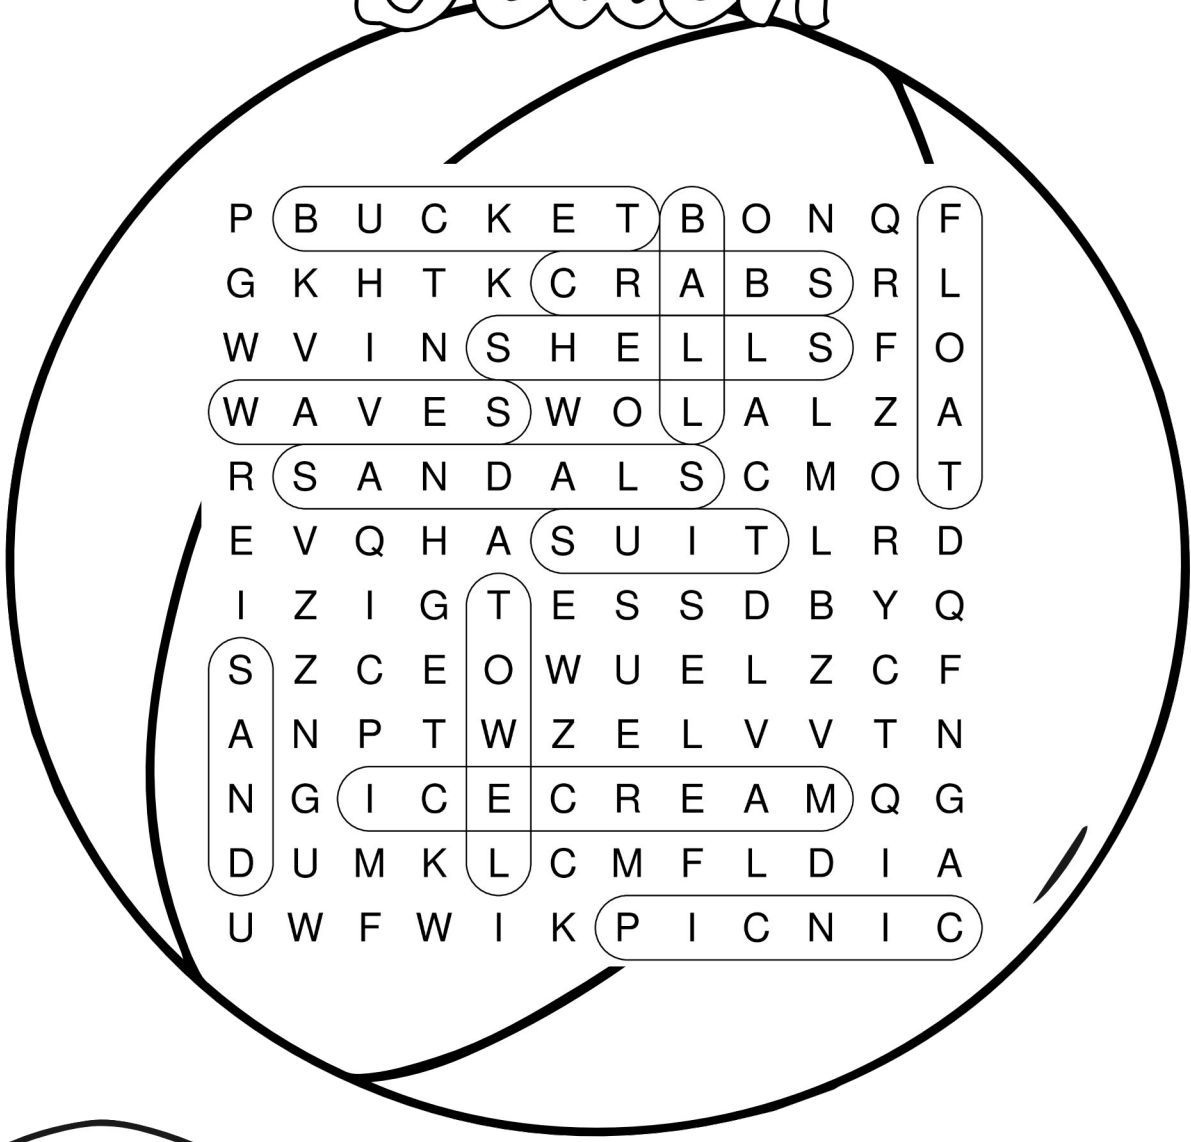 P B U C K E T B O N Q F
G K H T K C R A B S R L
W V I N S H E L L S F O
W A V E S W O L A L Z A
R S A N D A L S C M O T
E V Q H A S U I T L R D
I Z I G T E S S D B Y Q
S Z C E O W U E L Z C F
A N P T W Z E L V V T N
N G I C E C R E A M Q G
D U M K L C M F L D I A
U W F W I K P I C N I C